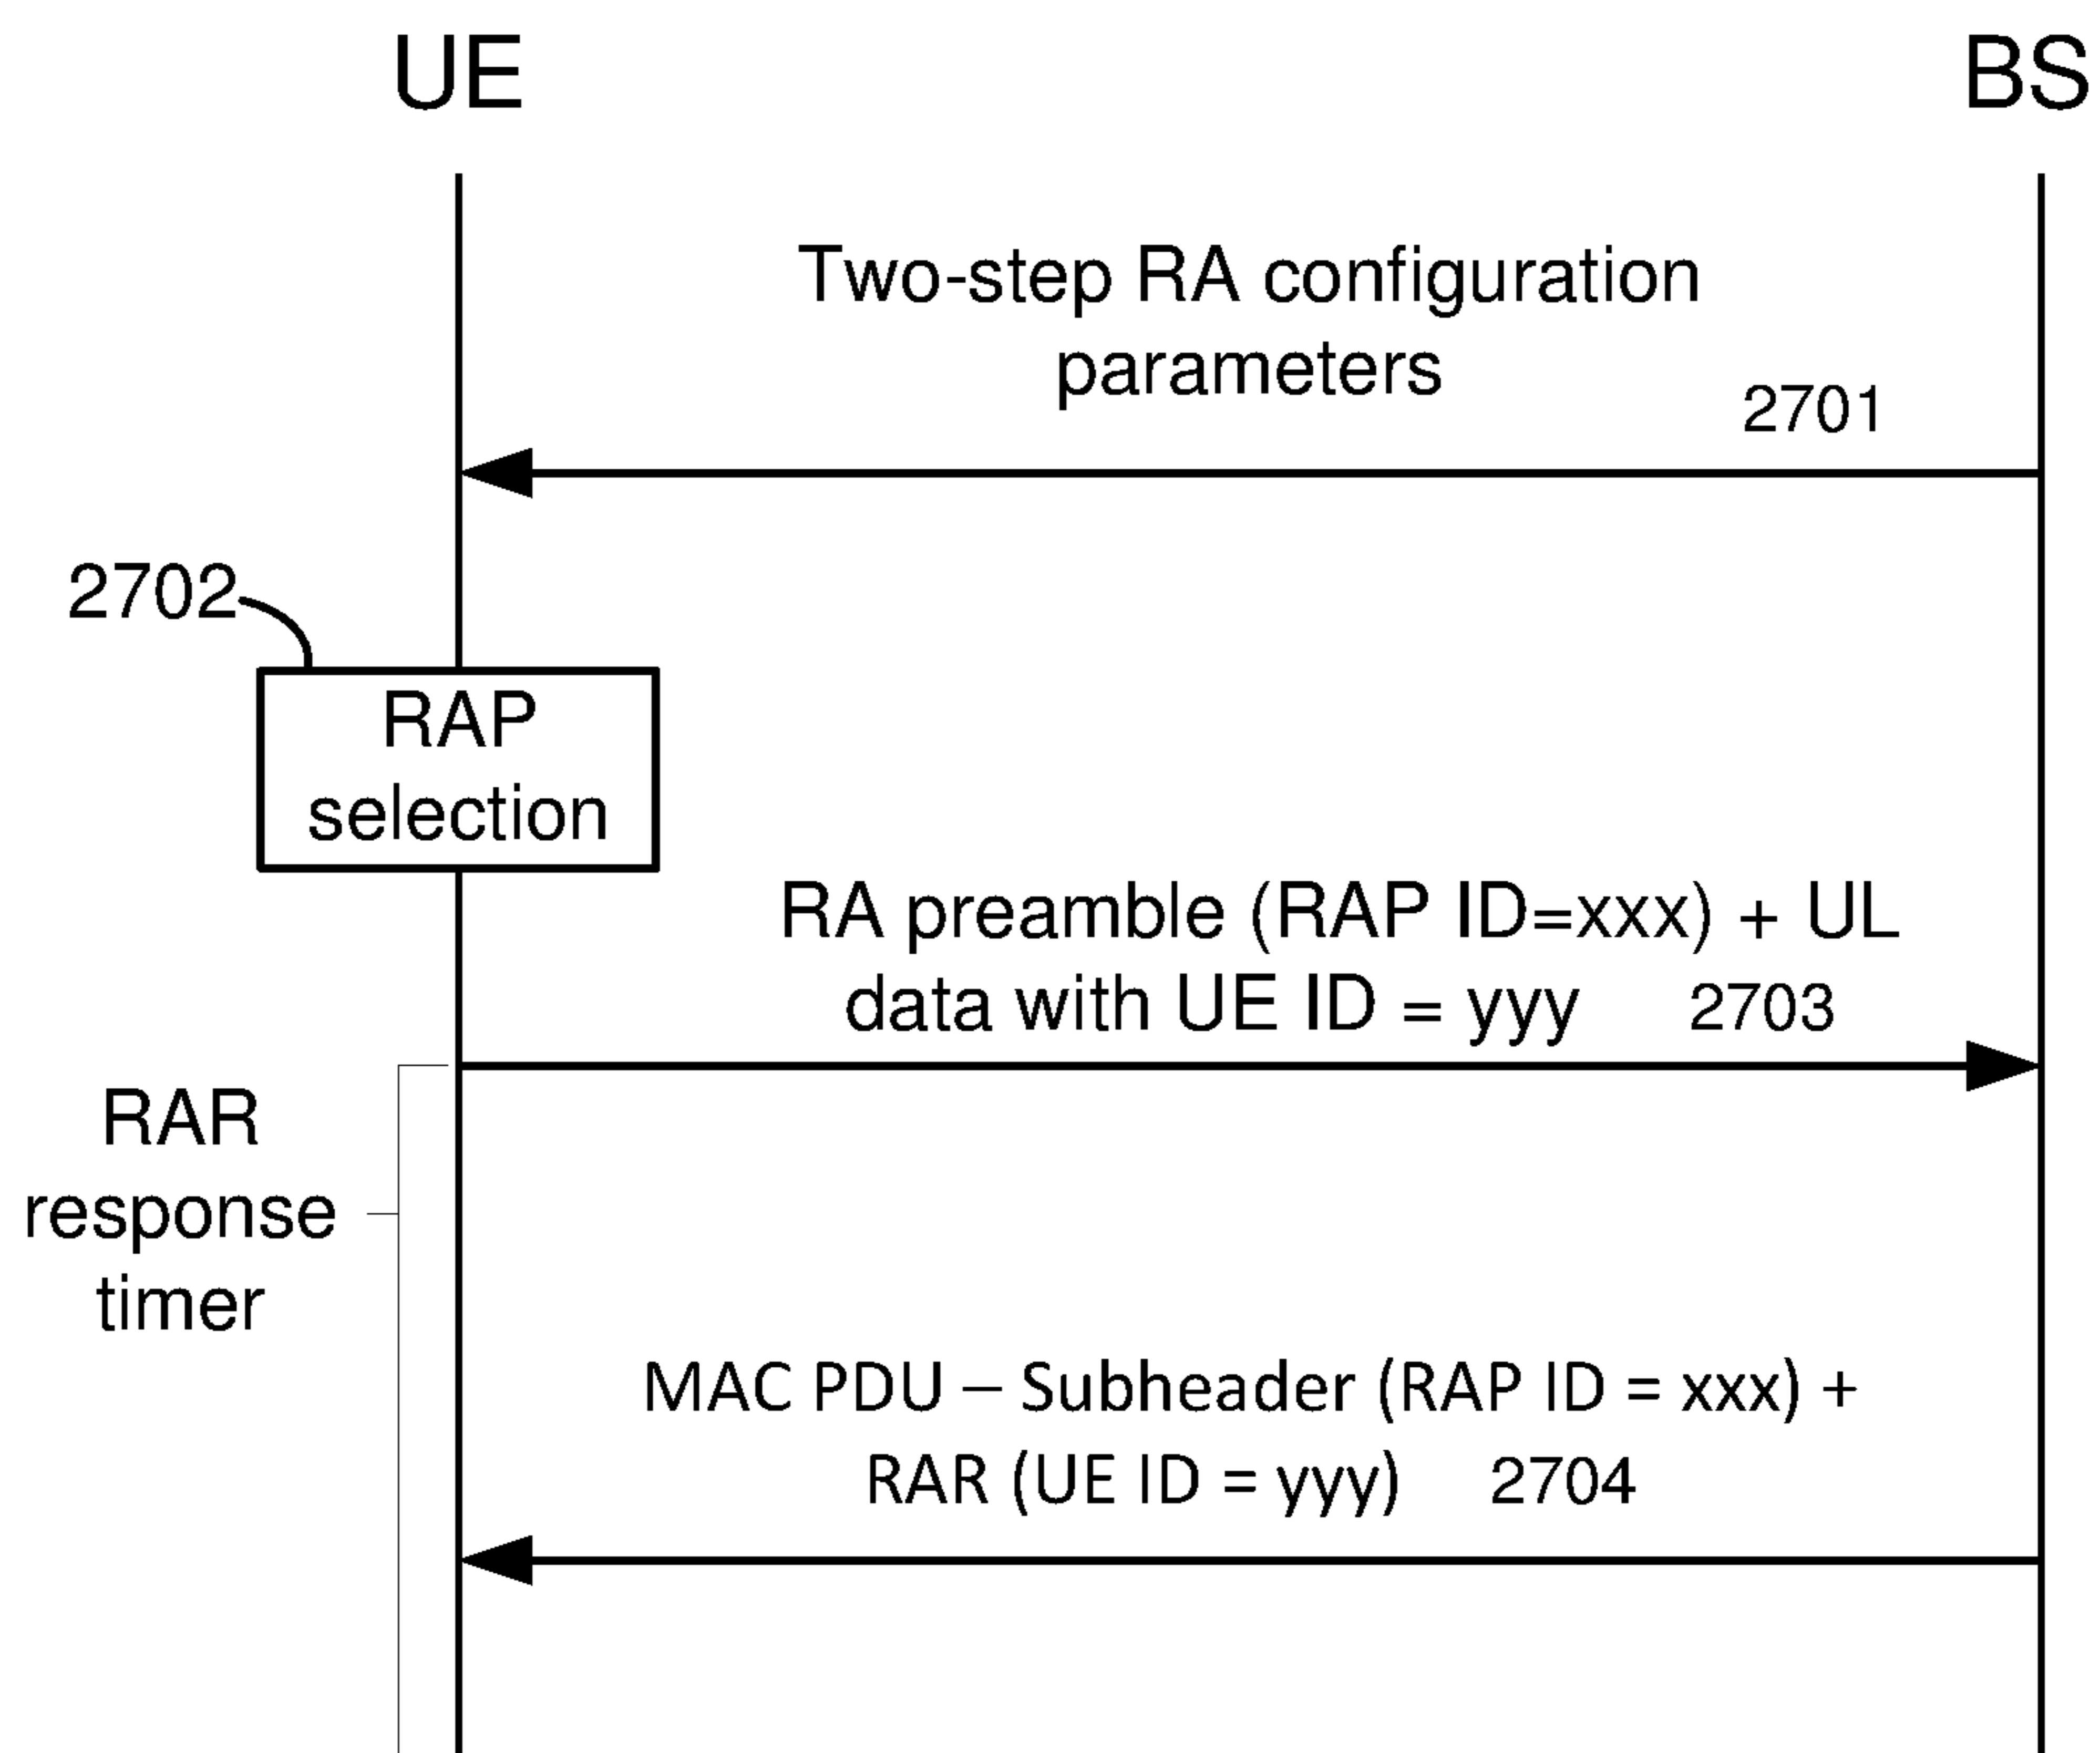 UE
BS
Two-step RA configuration
parameters
2701
2702
RAP
selection
RA preamble (RAP ID=xxx) + UL
data with UE ID = yyy 2703
RAR
response
timer
MAC PDU – Subheader (RAP ID = xxx) +
RAR (UE ID = yyy) 2704